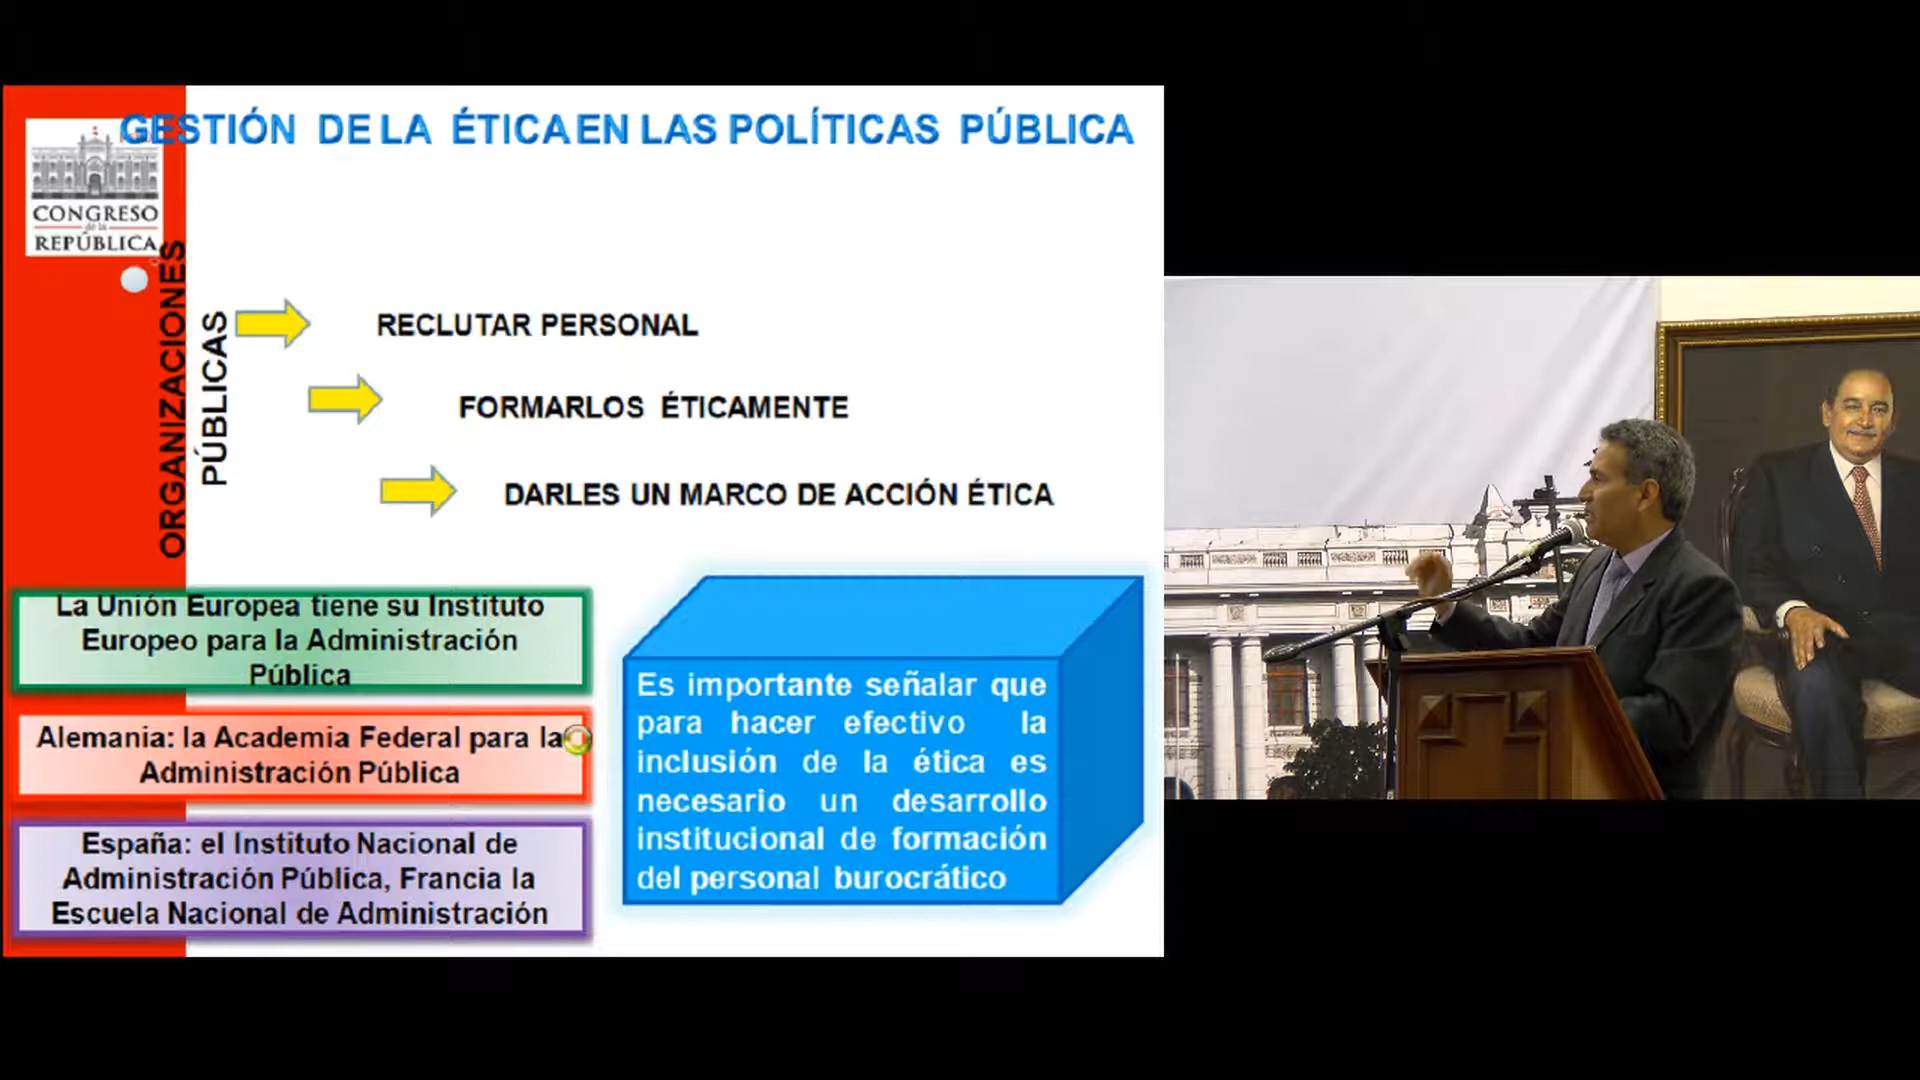 GESTIÓN DE LA ÉTICA EN LAS POLÍTICAS PÚBLICA
CONGRESO
de la
REPÚBLICA
ORGANIZACIONES
PÚBLICAS
RECLUTAR PERSONAL
FORMARLOS ÉTICAMENTE
DARLES UN MARCO DE ACCIÓN ÉTICA
La Unión Europea tiene su Instituto
Europeo para la Administración
Pública
Alemania: la Academia Federal para la
Administración Pública
España: el Instituto Nacional de
Administración Pública, Francia la
Escuela Nacional de Administración
Es importante señalar que
para hacer efectivo la
inclusión de la ética es
necesario un desarrollo
institucional de formación
del personal burocrático